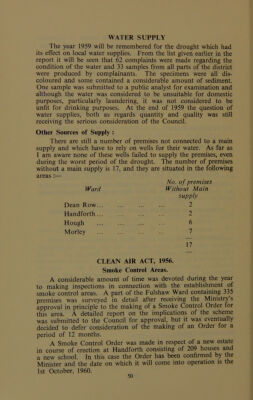 WATER SUPPLY
The year 1959 will be remembered for the drought which had
its effect on local water supplies. From the list given earlier in the
report it will be seen that 62 complaints were made regarding the
condition of the water and 33 samples from all parts of the district
were produced by complainants. The specimens were all dis-
coloured and some contained a considerable amount of sediment.
One sample was submitted to a public analyst for examination and
although the water was considered to be unsuitable for domestic
purposes, particularly laundering, it was not considered to be
unfit for drinking purposes. At the end of 1959 the question of
water supplies, both as regards quantity and quality was still
receiving the serious consideration of the Council.
Other Sources of Supply :
There are still a number of premises not connected to a main
supply and which have to rely on wells for their water. As far as
I am aware none of these wells failed to supply the premises, even
during the worst period of the drought. The number of premises
without a main supply is 17, and they are situated in the following
areas :—
No. of premises
Ward Without Main
supply
Dean Row... ... ... ... 2
Handforth... ... ... ... 2
Hough ... ... ... ... 6
Morley ... ... ... ... 7
17
CLEAN AIR ACT, 1956.
Smoke Control Areas.
A considerable amount of time was devoted during the year
to making inspections in connection with the establishment of
smoke control areas. A part of the Fulshaw Ward containing 335
premises was surveyed in detail after receiving the Ministry's
approval in principle to the making of a Smoke Control Order for
this area. A detailed report on the implications of the scheme
was submitted to the Council for approval, but it was eventually
decided to defer consideration of the making of an Order for a
period of 12 months.
A Smoke Control Order was made in respect of a new estate
in course of erection at Handforth consisting of 209 houses and
a new school. In this case the Order has been confirmed by the
Minister and the date on which it will come into operation is the
1st October, 1960.
50